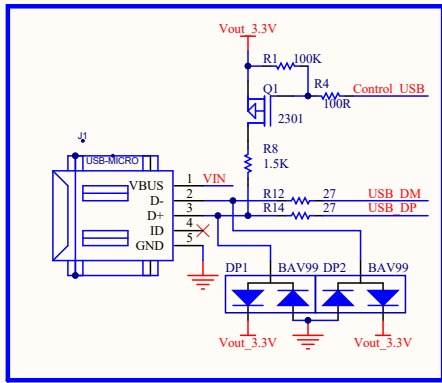 Vout_3.3V
R1 100K
Q1
R4
Control_USB
100R
2301
J1
USB-MICRO
R8
1.5K
VBUS 1 VIN
D- 2 R12 27 USB_DM
D+ 3 R14 27 USB_DP
ID 4
GND 5
DP1 BAV99 DP2 BAV99
Vout_3.3V Vout_3.3V